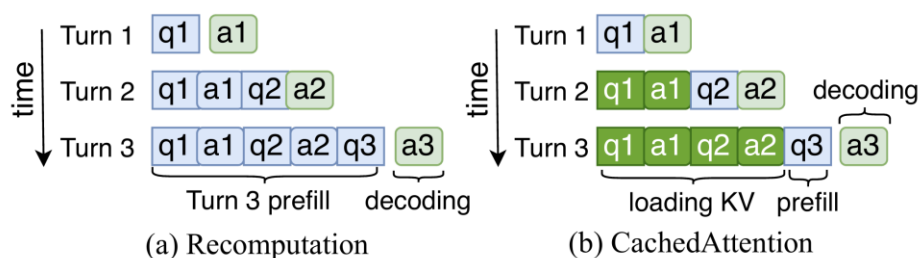 time
Turn 1 q1 a1
Turn 2 q1 a1 q2 a2
Turn 3 q1 a1 q2 a2 q3 a3
Turn 3 prefill decoding
(a) Recomputation
time
Turn 1 q1 a1
Turn 2 q1 a1 q2 a2
decoding
Turn 3 q1 a1 q2 a2 q3 a3
loading KV prefill
(b) CachedAttention